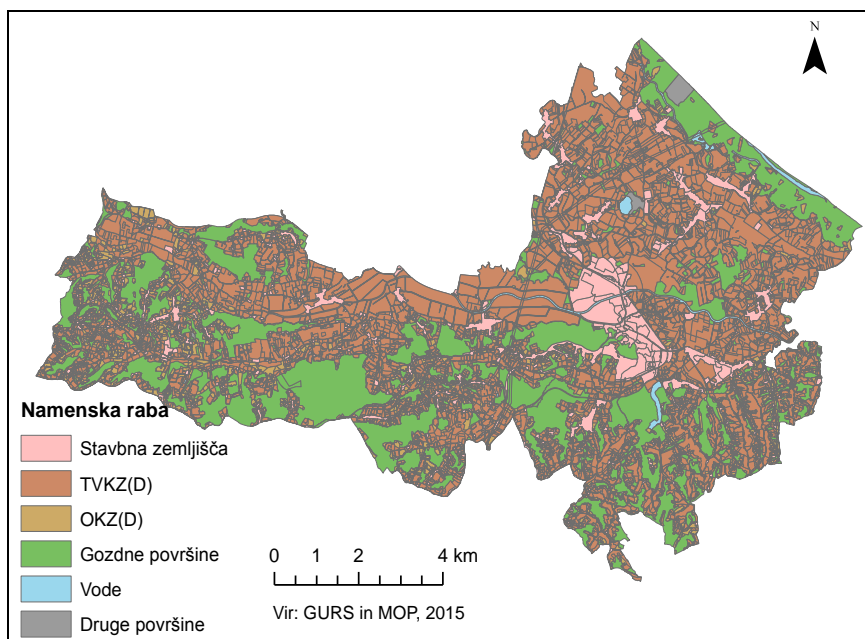 N
Namenska raba
Stavbna zemljišča
TVKZ(D)
OKZ(D)
Gozdne površine
Vode
Druge površine
0 1 2 4 km
Vir: GURS in MOP, 2015